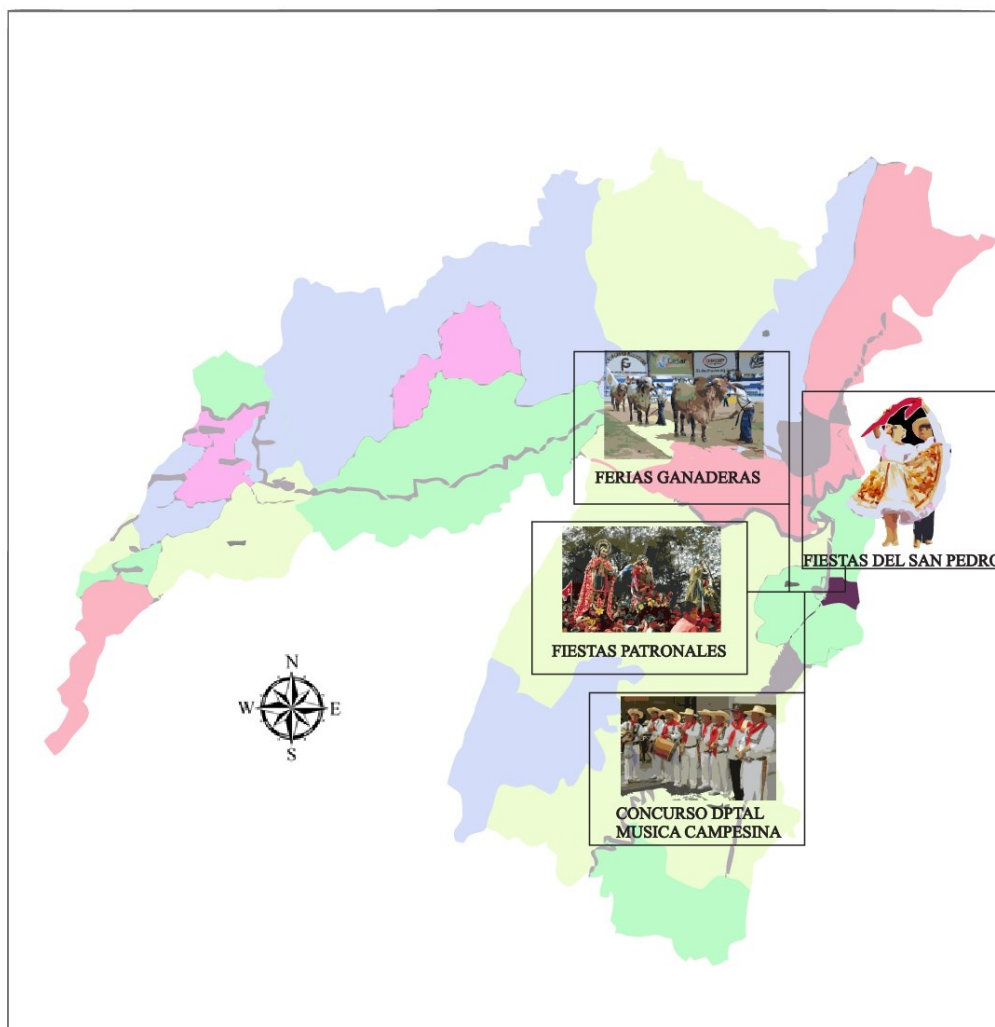 FERIAS GANADERAS
FIESTAS DEL SAN PEDRO
FIESTAS PATRONALES
N
W E
S
CONCURSO DPTAL
MUSICA CAMPESINA